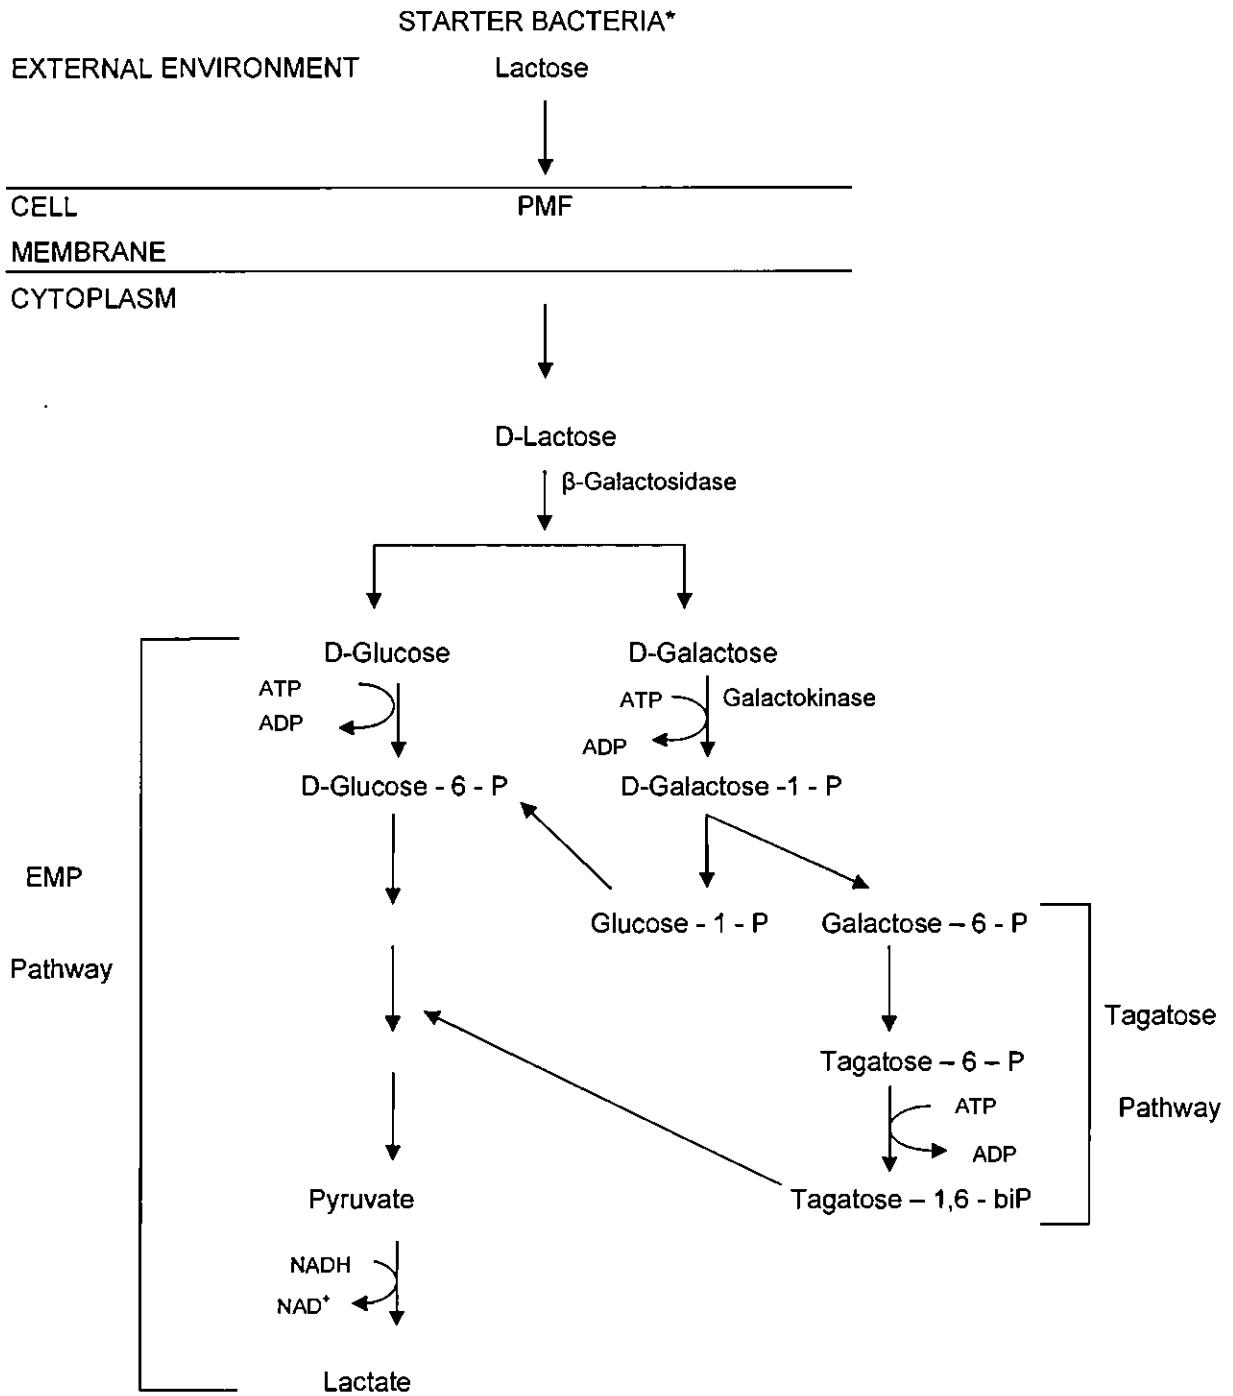 STARTER BACTERIA*
EXTERNAL ENVIRONMENT Lactose
CELL PMF
MEMBRANE
CYTOPLASM
D-Lactose
β-Galactosidase
D-Glucose D-Galactose
ATP ATP Galactokinase
ADP ADP
D-Glucose - 6 - P D-Galactose -1 - P
EMP
Glucose - 1 - P Galactose – 6 - P
Pathway
Tagatose
Tagatose – 6 – P
ATP Pathway
ADP
Pyruvate Tagatose – 1,6 - biP
NADH
NAD⁺
Lactate